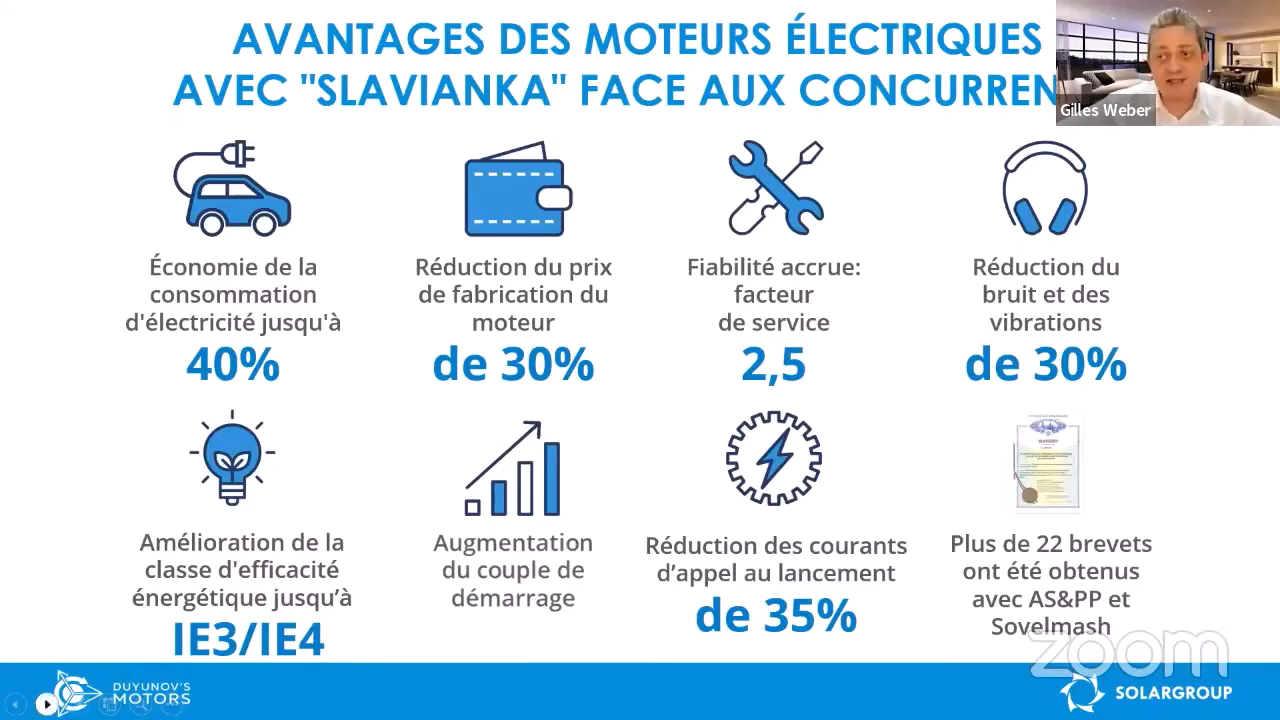 AVANTAGES DES MOTEURS ÉLECTRIQUES
AVEC "SLAVIANKA" FACE AUX CONCURREN
Gilles Weber
Économie de la
consommation
d'électricité jusqu'à
40%
Réduction du prix
de fabrication du
moteur
de 30%
Fiabilité accrue:
facteur
de service
2,5
Réduction du
bruit et des
vibrations
de 30%
Amélioration de la
classe d'efficacité
énergétique jusqu’à
IE3/IE4
Augmentation
du couple de
démarrage
Réduction des courants
d’appel au lancement
de 35%
Plus de 22 brevets
ont été obtenus
avec AS&PP et
Sovelmash
zoom
DUYUNOV'S
MOTORS
SOLARGROUP